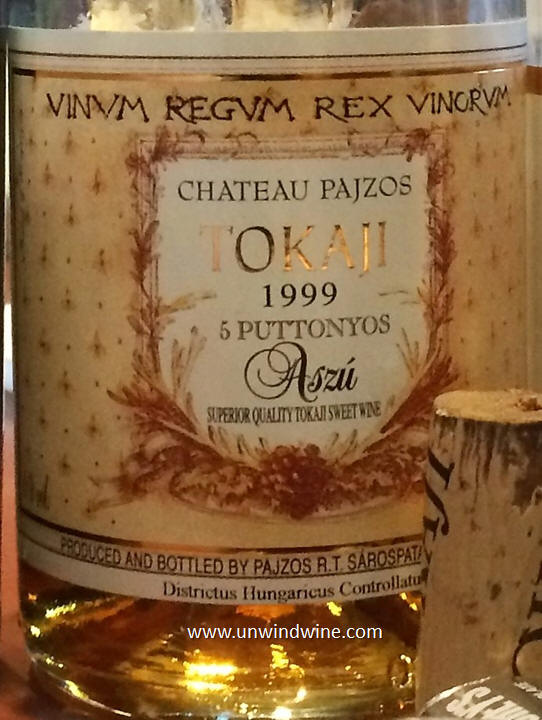 VINVM REGVM REX VINORVM
CHATEAU PAJZOS
TOKAJI
1999
5 PUTTONYOS
Aszú
SUPERIOR QUALITY TOKAJI SWEET WINE
PRODUCED AND BOTTLED BY PAJZOS R.T. SÁROSPATA
Districtus Hungaricus Controllatu
www.unwindwine.com